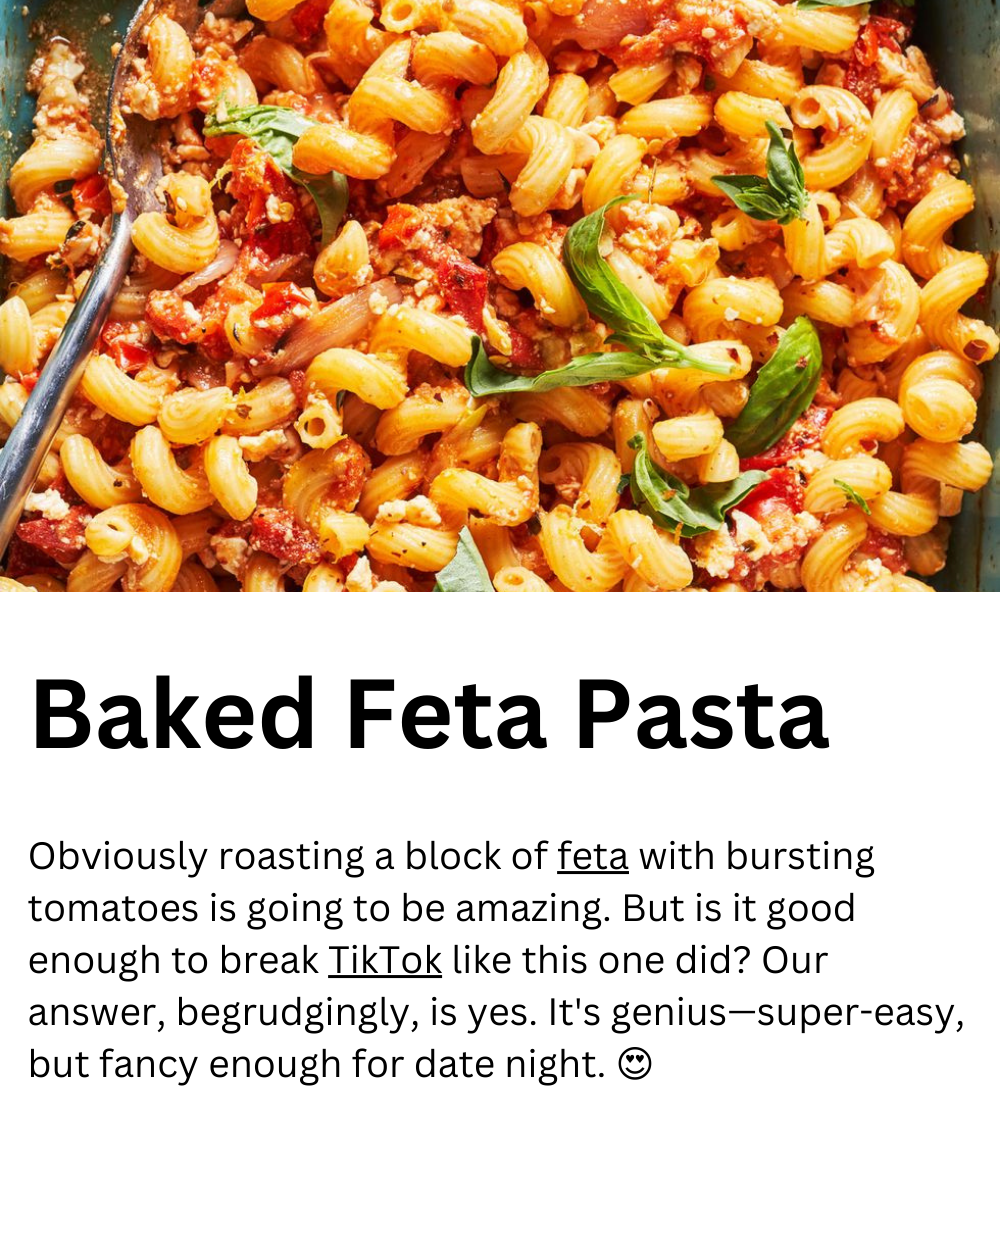 Baked Feta Pasta
Obviously roasting a block of feta with bursting
tomatoes is going to be amazing. But is it good
enough to break TikTok like this one did? Our
answer, begrudgingly, is yes. It's genius—super-easy,
but fancy enough for date night. 😍